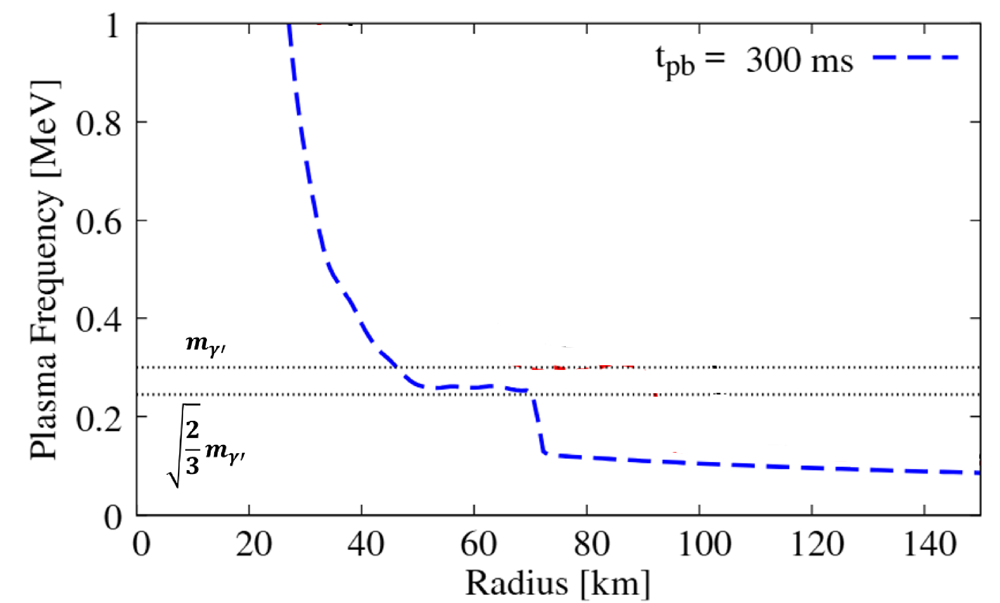 1
t_pb = 300 ms
0.8
0.6
0.4
0.2
0
Plasma Frequency [MeV]
m_γ′
√(2/3) m_γ′
0 20 40 60 80 100 120 140
Radius [km]